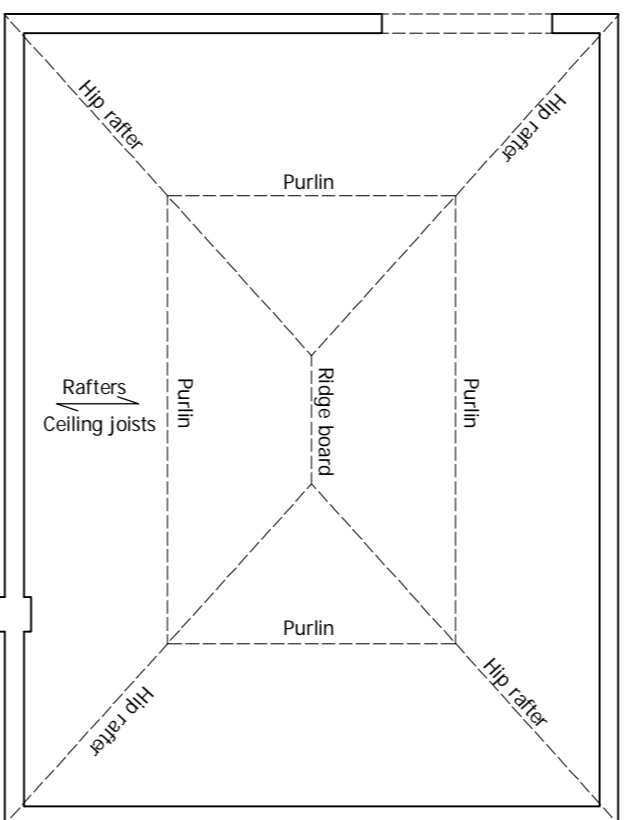 Hip rafter
Hip rafter
Purlin
Rafters
Ceiling joists
Purlin
Ridge board
Purlin
Purlin
Hip rafter
Hip rafter